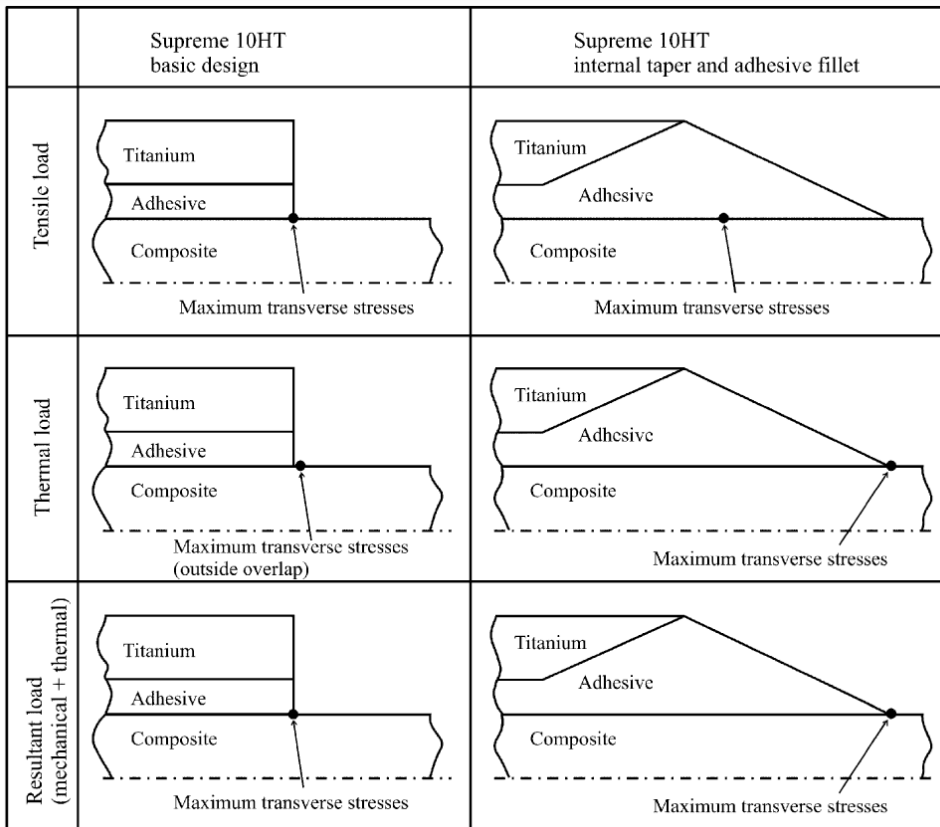 Supreme 10HT
basic design
Supreme 10HT
internal taper and adhesive fillet
Tensile load
Titanium
Adhesive
Composite
Maximum transverse stresses
Titanium
Adhesive
Composite
Maximum transverse stresses
Thermal load
Titanium
Adhesive
Composite
Maximum transverse stresses
(outside overlap)
Titanium
Adhesive
Composite
Maximum transverse stresses
Resultant load
(mechanical + thermal)
Titanium
Adhesive
Composite
Maximum transverse stresses
Titanium
Adhesive
Composite
Maximum transverse stresses